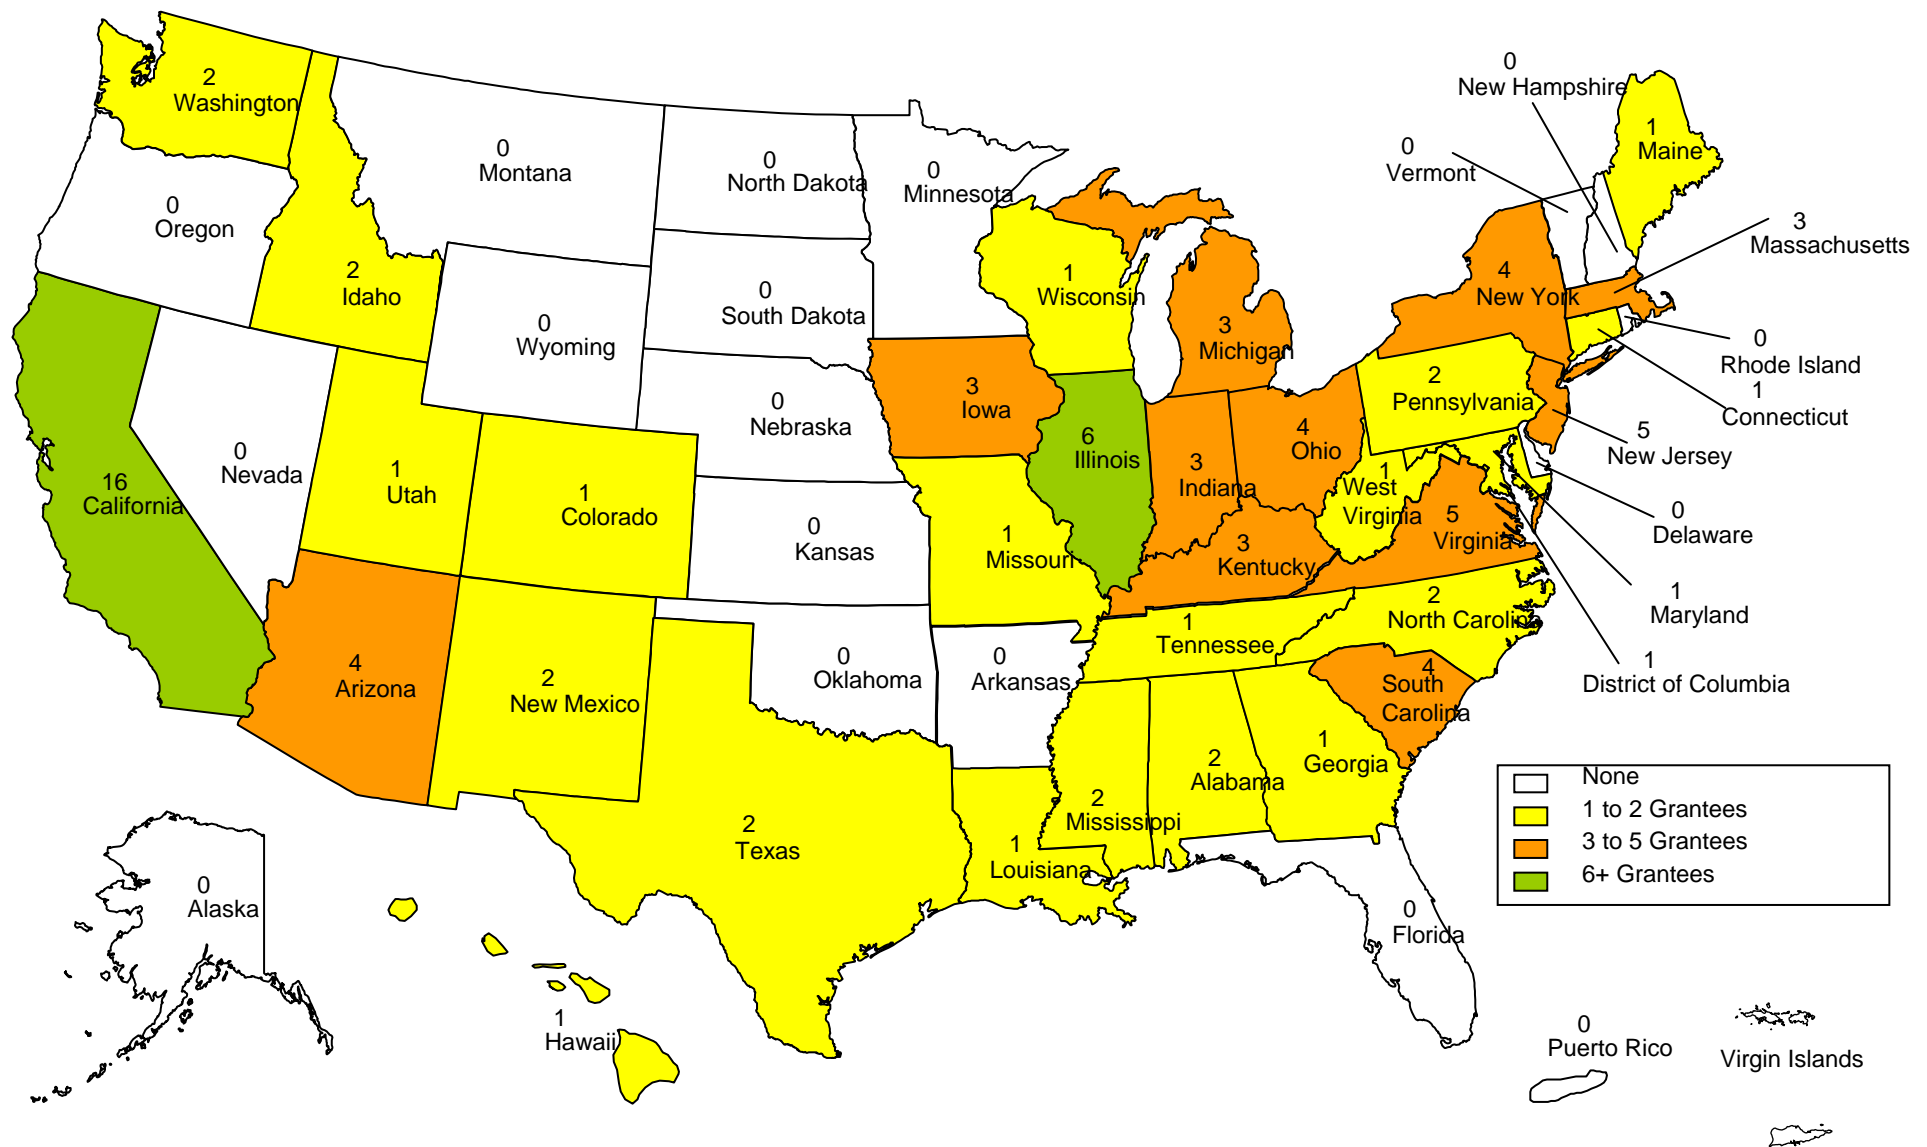 2
Washington
0
Oregon
2
Idaho
0
Montana
0
North Dakota
0
Minnesota
0
South Dakota
0
Wyoming
0
Nebraska
0
Nevada
1
Utah
1
Colorado
0
Kansas
16
California
4
Arizona
2
New Mexico
0
Oklahoma
2
Texas
0
Alaska
1
Hawaii
1
Wisconsin
3
Michigan
3
Iowa
6
Illinois
3
Indiana
4
Ohio
1
Missouri
3
Kentucky
1
West
Virginia
5
Virginia
1
Tennessee
2
North Carolina
4
South
Carolina
0
Arkansas
1
Louisiana
2
Mississippi
2
Alabama
1
Georgia
0
Florida
2
Pennsylvania
4
New York
0
New Hampshire
0
Vermont
1
Maine
3
Massachusetts
0
Rhode Island
1
Connecticut
5
New Jersey
0
Delaware
1
Maryland
1
District of Columbia
None
1 to 2 Grantees
3 to 5 Grantees
6+ Grantees
0
Puerto Rico
Virgin Islands